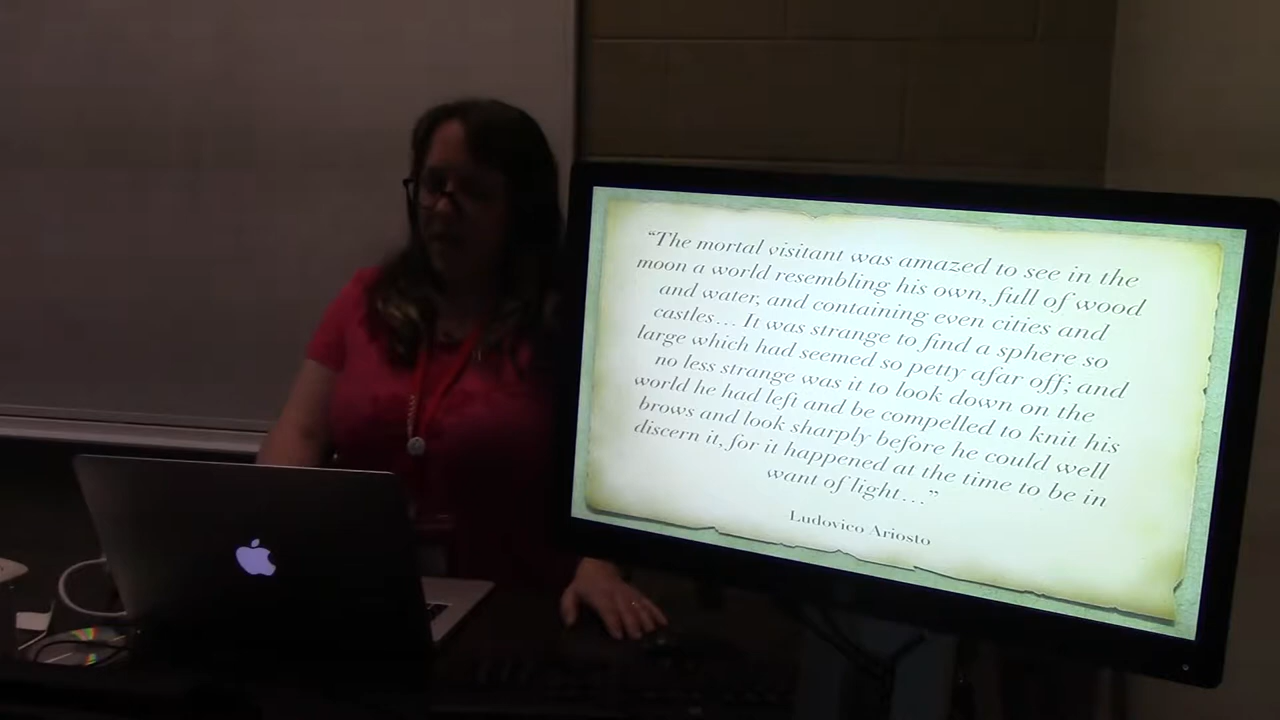 “The mortal visitant was amazed to see in the
moon a world resembling his own, full of wood
and water, and containing even cities and
castles… It was strange to find a sphere so
large which had seemed so petty afar off; and
no less strange was it to look down on the
world he had left and be compelled to knit his
brows and look sharply before he could well
discern it, for it happened at the time to be in
want of light…”
Ludovico Ariosto